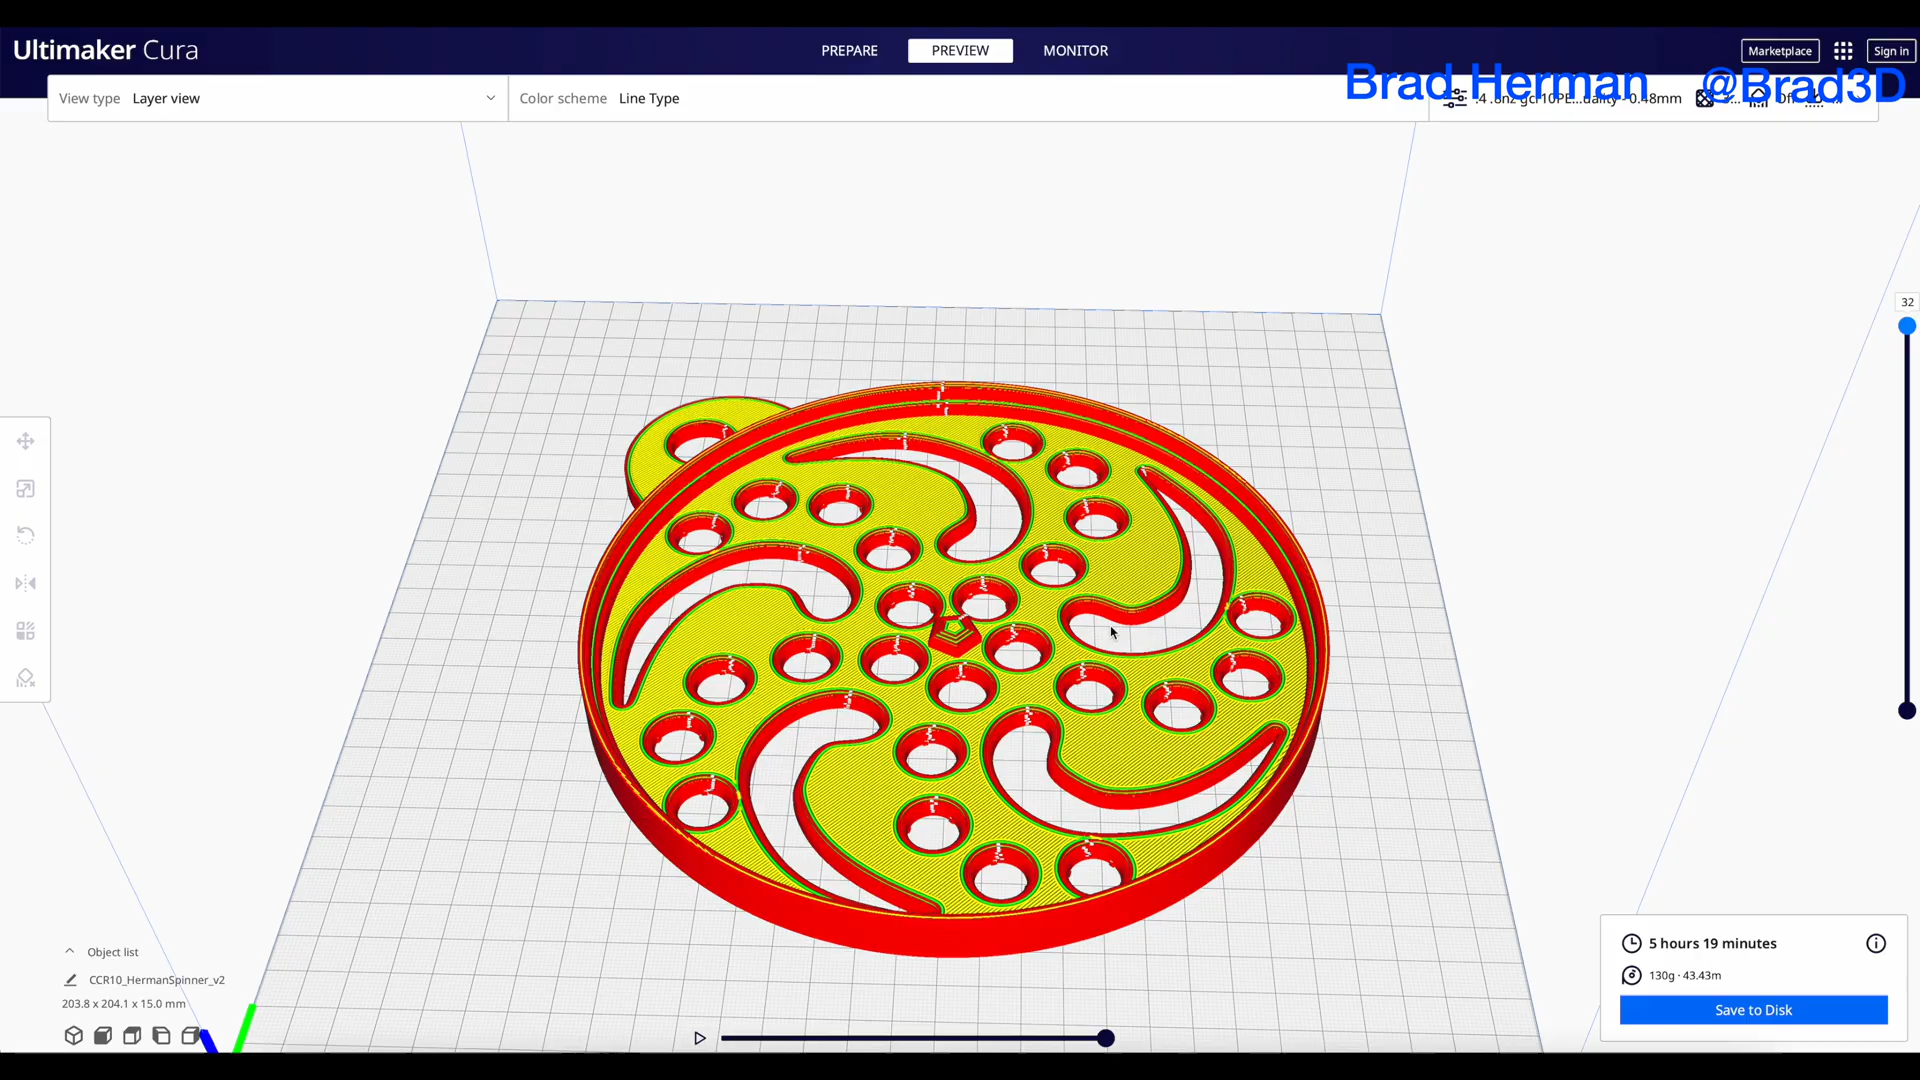 Ultimaker Cura
PREPARE
PREVIEW
MONITOR
Marketplace
Sign in
Brad Herman @Brad3D
View type Layer view
Color scheme Line Type
0.48mm
32
Object list
CCR10_HermanSpinner_v2
203.8 x 204.1 x 15.0 mm
5 hours 19 minutes
130g · 43.43m
Save to Disk